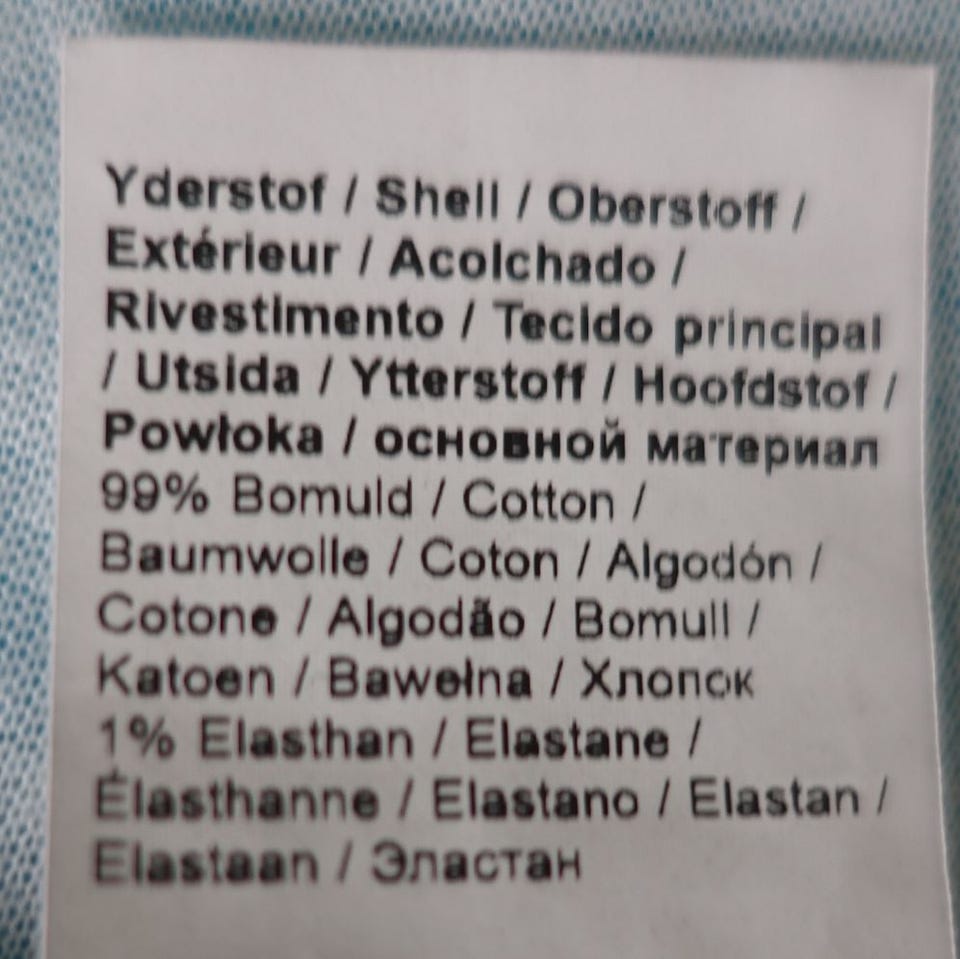 Yderstof / Shell / Oberstoff /
Extérieur / Acolchado /
Rivestimento / Tecido principal
/ Utsida / Ytterstoff / Hoofdstof /
Powłoka / основной материал
99% Bomuld / Cotton /
Baumwolle / Coton / Algodón /
Cotone / Algodão / Bomull /
Katoen / Bawełna / Хлопок
1% Elasthan / Elastane /
Élasthanne / Elastano / Elastan /
Elastaan / Эластан